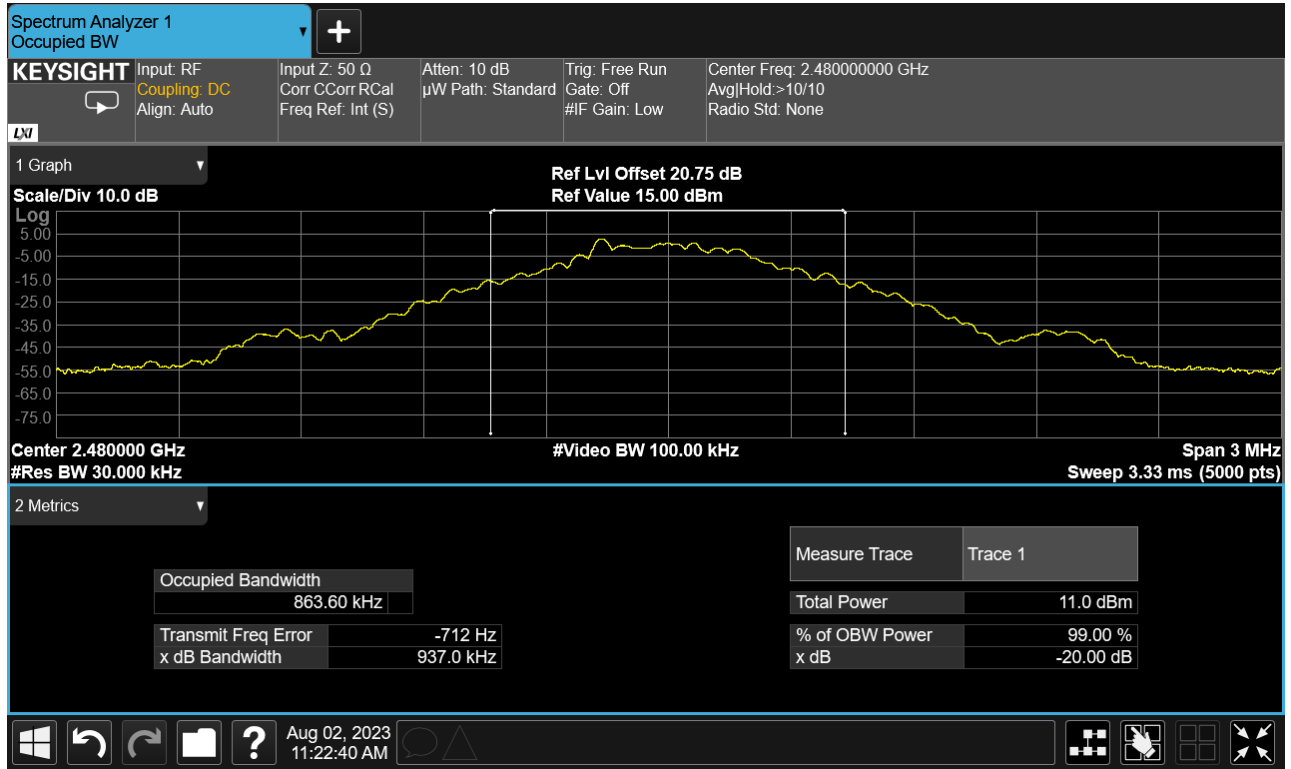 Spectrum Analyzer 1
Occupied BW
KEYSIGHT
LXI
Input: RF
Coupling: DC
Align: Auto
Input Z: 50 Ω
Corr CCorr RCal
Freq Ref: Int (S)
Atten: 10 dB
µW Path: Standard
Trig: Free Run
Gate: Off
#IF Gain: Low
Center Freq: 2.480000000 GHz
Avg|Hold:>10/10
Radio Std: None
1 Graph
Scale/Div 10.0 dB
Ref Lvl Offset 20.75 dB
Ref Value 15.00 dBm
Log
5.00
-5.00
-15.0
-25.0
-35.0
-45.0
-55.0
-65.0
-75.0
Center 2.480000 GHz
#Res BW 30.000 kHz
#Video BW 100.00 kHz
Span 3 MHz
Sweep 3.33 ms (5000 pts)
2 Metrics
Occupied Bandwidth
863.60 kHz
Transmit Freq Error -712 Hz
x dB Bandwidth 937.0 kHz
Measure Trace Trace 1
Total Power 11.0 dBm
% of OBW Power 99.00 %
x dB -20.00 dB
?
Aug 02, 2023
11:22:40 AM